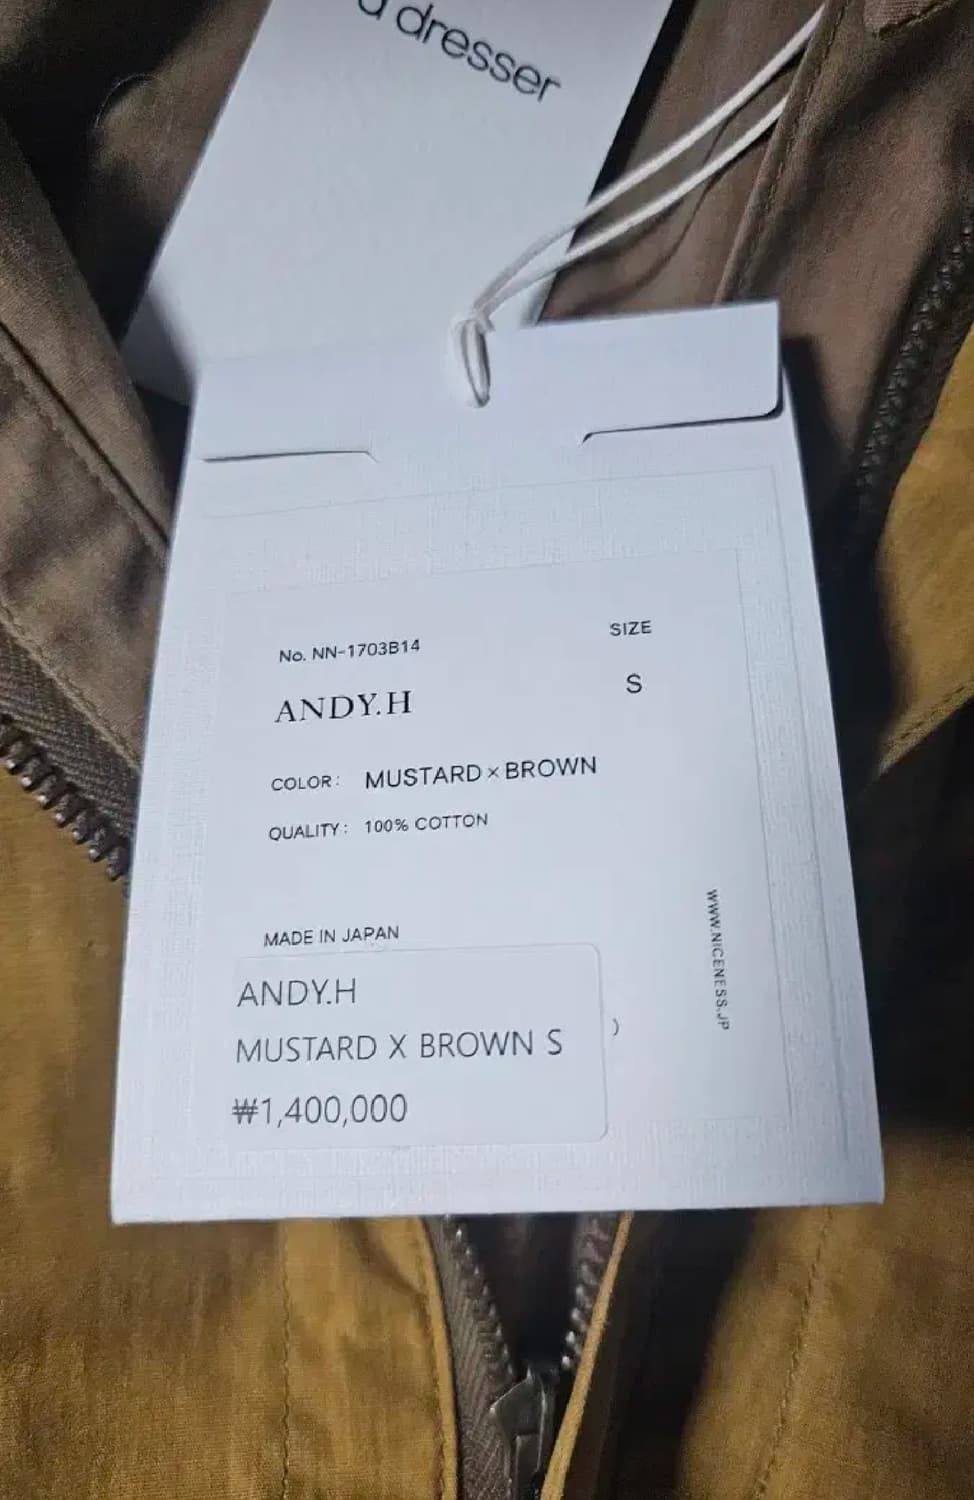 dresser
No. NN-1703B14
SIZE
ANDY.H
S
COLOR: MUSTARD × BROWN
QUALITY: 100% COTTON
MADE IN JAPAN
ANDY.H
MUSTARD X BROWN S
₩1,400,000
)
WWW.NICENESS.JP